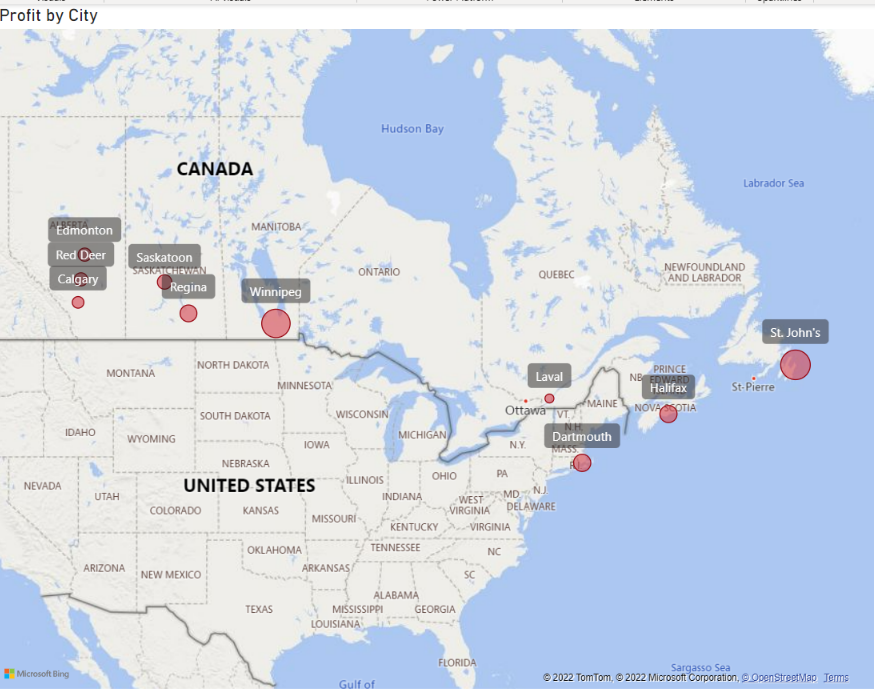 Profit by City
Hudson Bay
CANADA
Labrador Sea
ALBERTA
Edmonton
MANITOBA
Red Deer
Saskatoon
SASKATCHEWAN
ONTARIO
QUEBEC
NEWFOUNDLAND
AND LABRADOR
Calgary
Regina
Winnipeg
St. John's
MONTANA
NORTH DAKOTA
MINNESOTA
Laval
NB
PRINCE
EDWARD
Halifax
St-Pierre
NOVA SCOTIA
Ottawa
MAINE
SOUTH DAKOTA
WISCONSIN
VT.
N.H.
IDAHO
WYOMING
MICHIGAN
Dartmouth
IOWA
N.Y.
MASS.
NEBRASKA
NEVADA
UTAH
UNITED STATES
ILLINOIS
OHIO
PA
INDIANA
N.J
MD
WEST
VIRGINIA
DELAWARE
COLORADO
KANSAS
MISSOURI
KENTUCKY
VIRGINIA
OKLAHOMA
TENNESSEE
NC
ARIZONA
NEW MEXICO
ARKANSAS
SC
ALABAMA
TEXAS
MISSISSIPPI
GEORGIA
LOUISIANA
FLORIDA
Sargasso Sea
Microsoft Bing
Gulf of
© 2022 TomTom, © 2022 Microsoft Corporation, © OpenStreetMap Terms